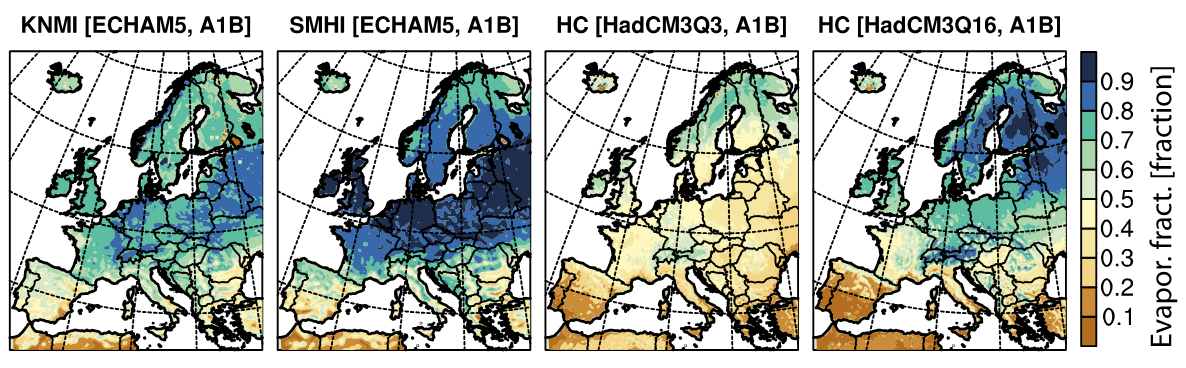 KNMI [ECHAM5, A1B]
SMHI [ECHAM5, A1B]
HC [HadCM3Q3, A1B]
HC [HadCM3Q16, A1B]
0.9
0.8
0.7
0.6
0.5
0.4
0.3
0.2
0.1
Evapor. fract. [fraction]